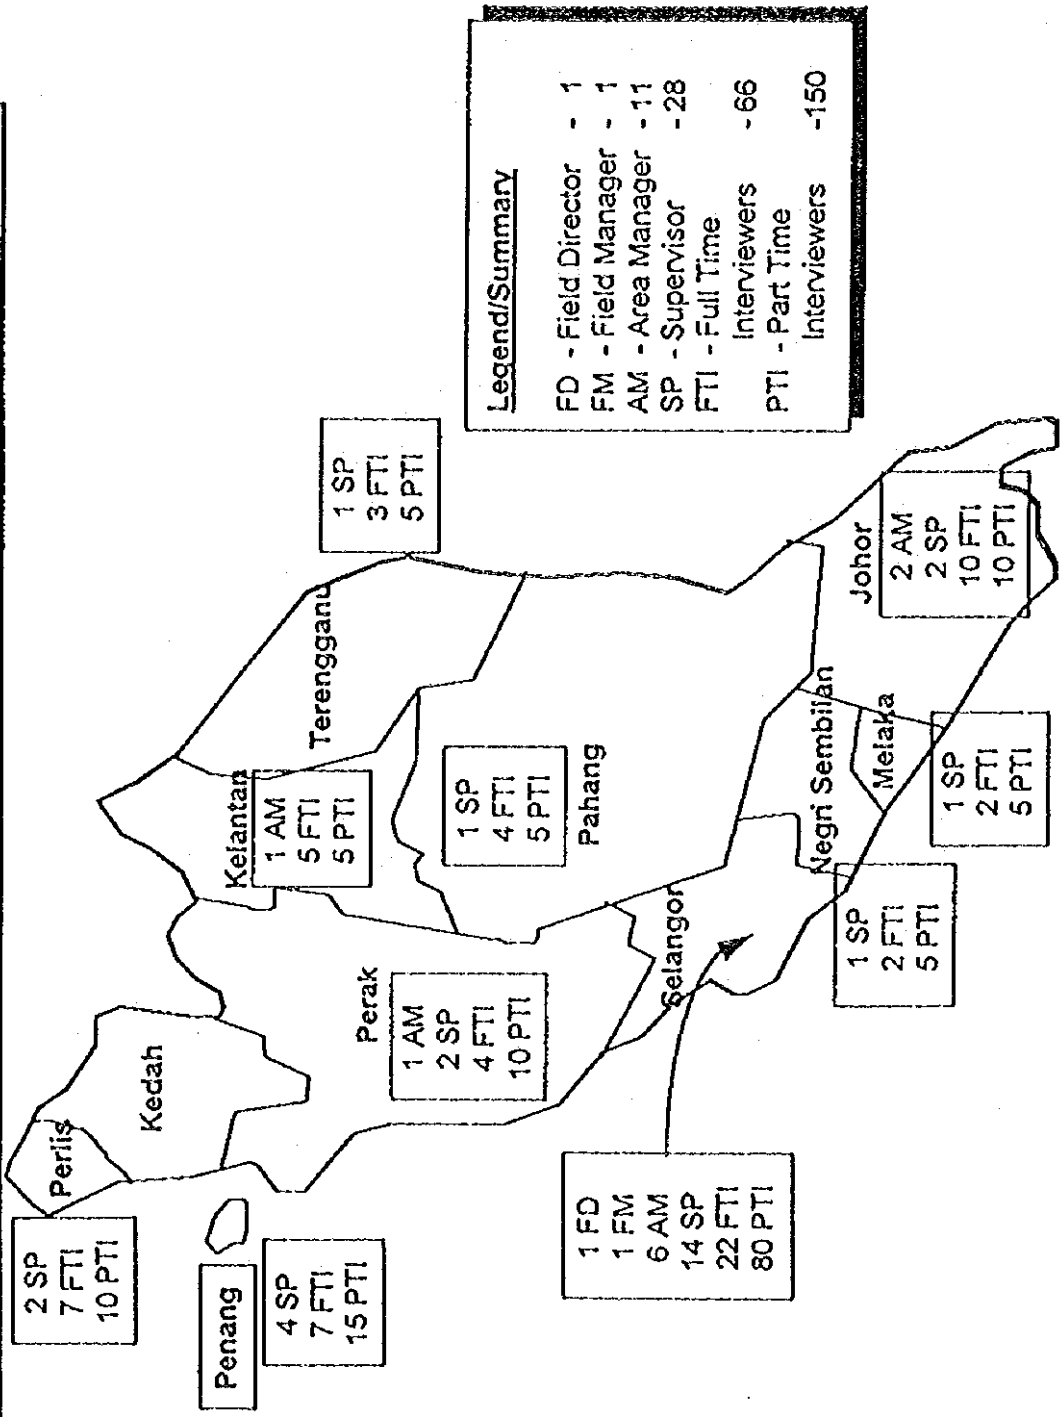 Perlis
2 SP
7 FTI
10 PTI
Kedah
Penang
4 SP
7 FTI
15 PTI
Perak
1 AM
2 SP
4 FTI
10 PTI
Kelantan
1 AM
5 FTI
5 PTI
Terengganu
1 SP
3 FTI
5 PTI
1 SP
4 FTI
5 PTI
Pahang
Selangor
1 FD
1 FM
6 AM
14 SP
22 FTI
80 PTI
Negri Sembilan
1 SP
2 FTI
5 PTI
Melaka
1 SP
2 FTI
5 PTI
Johor
2 AM
2 SP
10 FTI
10 PTI
Legend/Summary
FD - Field Director - 1
FM - Field Manager - 1
AM - Area Manager - 11
SP - Supervisor -28
FTI - Full Time
Interviewers -66
PTI - Part Time
Interviewers -150